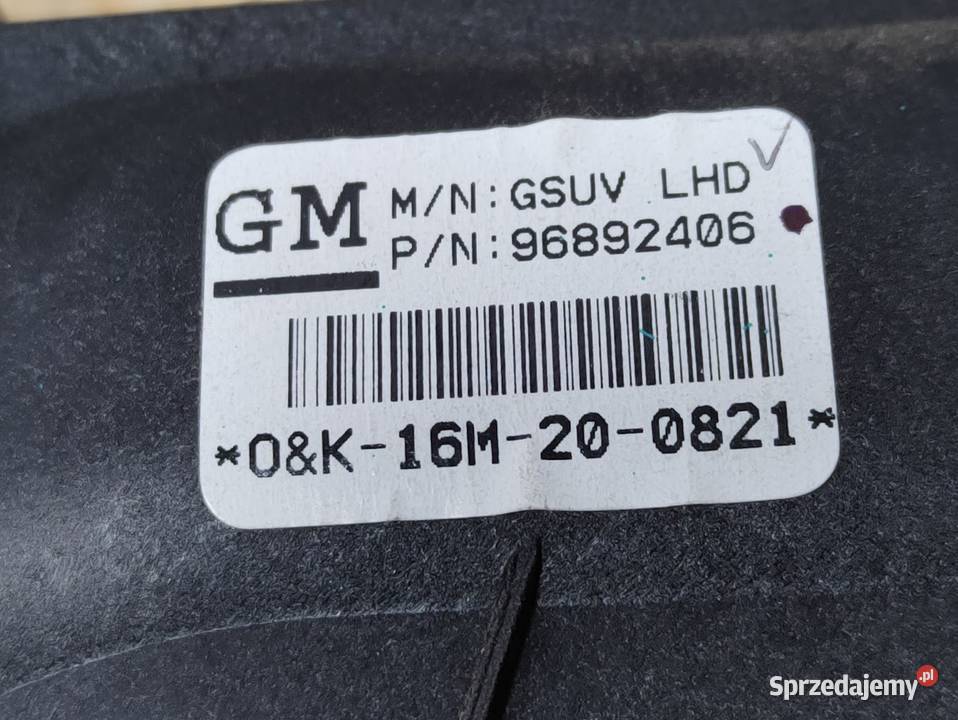 GM M/N:GSUV LHD
P/N:96892406
*O&K-16M-20-0821*
Sprzedajemy.pl